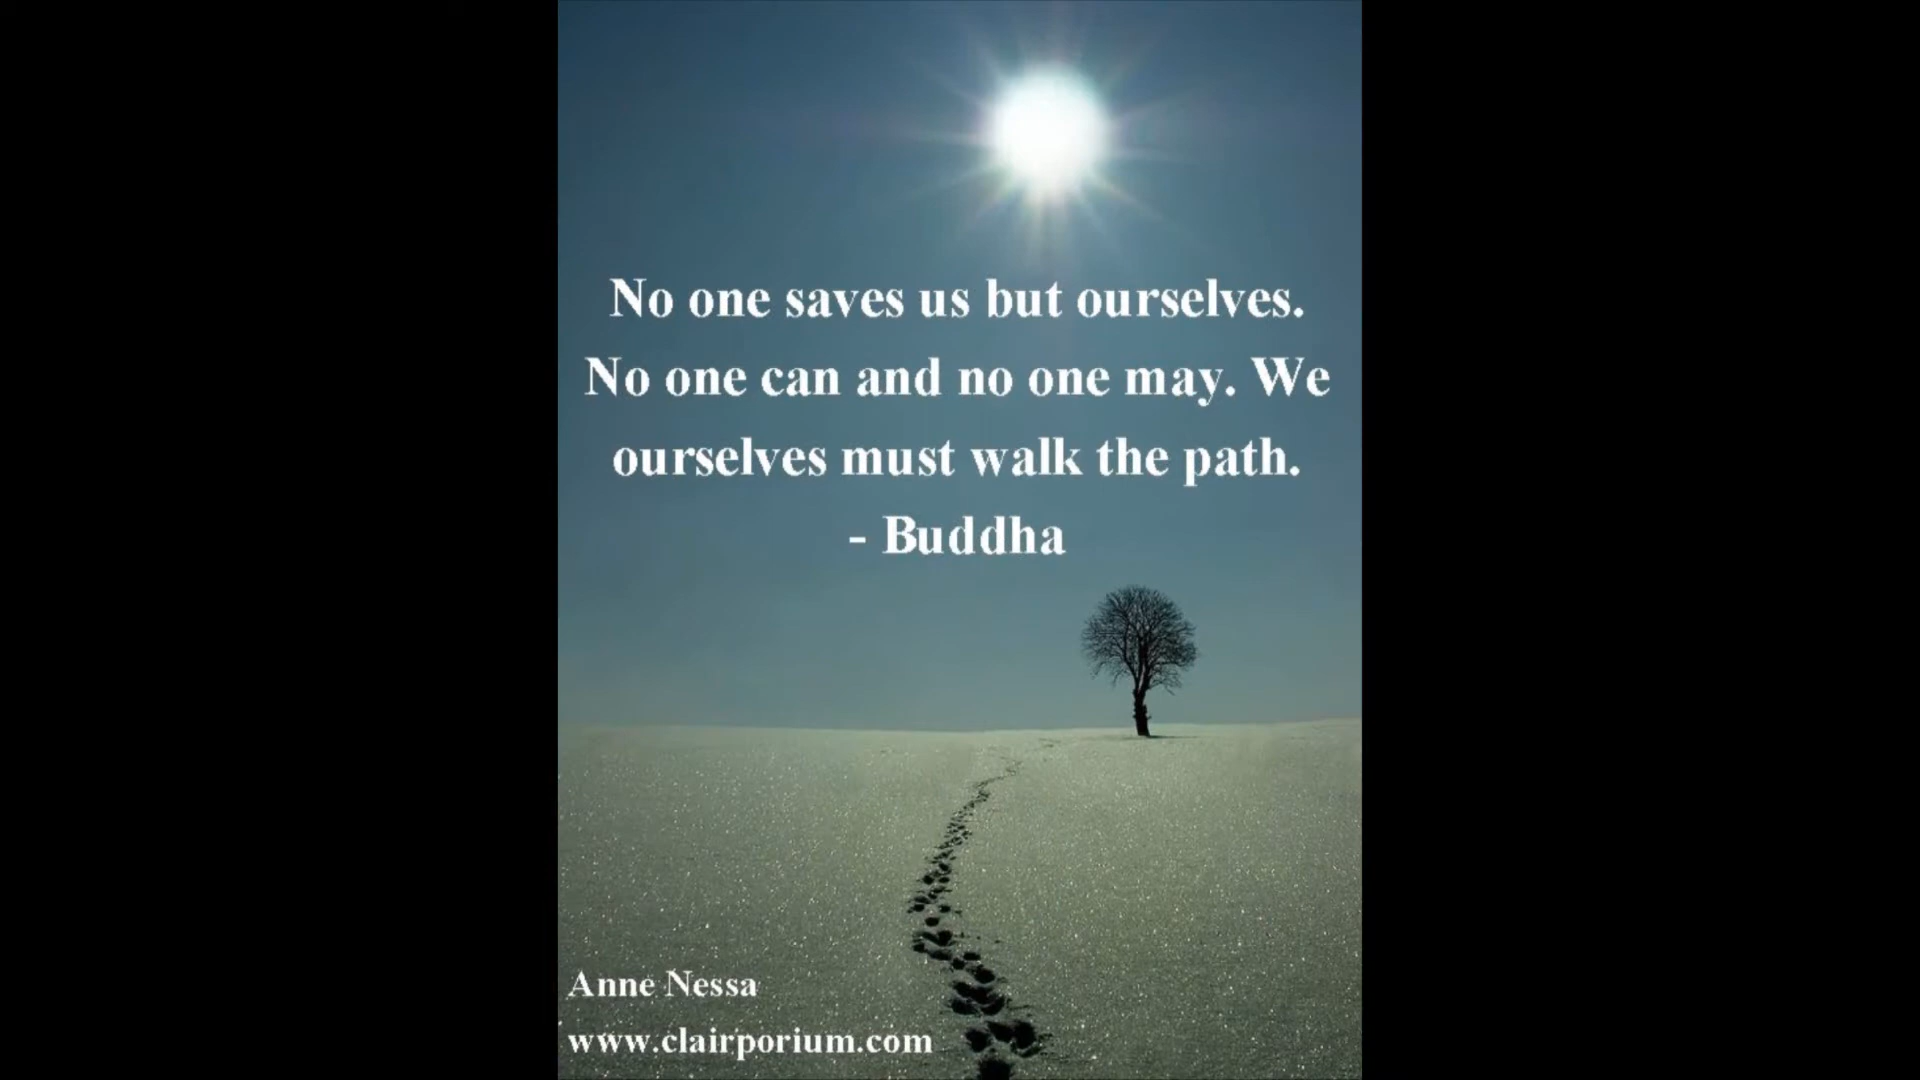 No one saves us but ourselves.
No one can and no one may. We
ourselves must walk the path.
- Buddha
Anne Nessa
www.clairporium.com